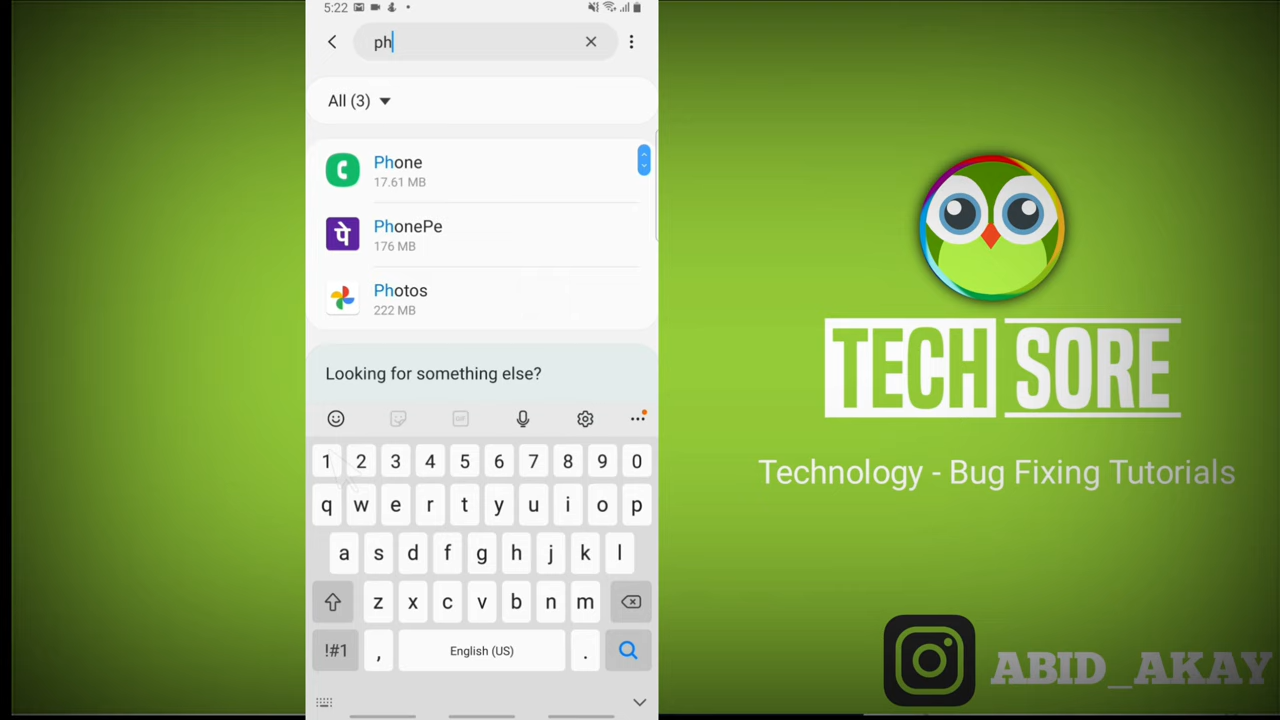 5:22
ph
All (3)
Phone
17.61 MB
पे
PhonePe
176 MB
Photos
222 MB
Looking for something else?
GIF
1 2 3 4 5 6 7 8 9 0
q w e r t y u i o p
a s d f g h j k l
z x c v b n m
!#1 , English (US) .
TECH SORE
Technology - Bug Fixing Tutorials
ABID_AKAY